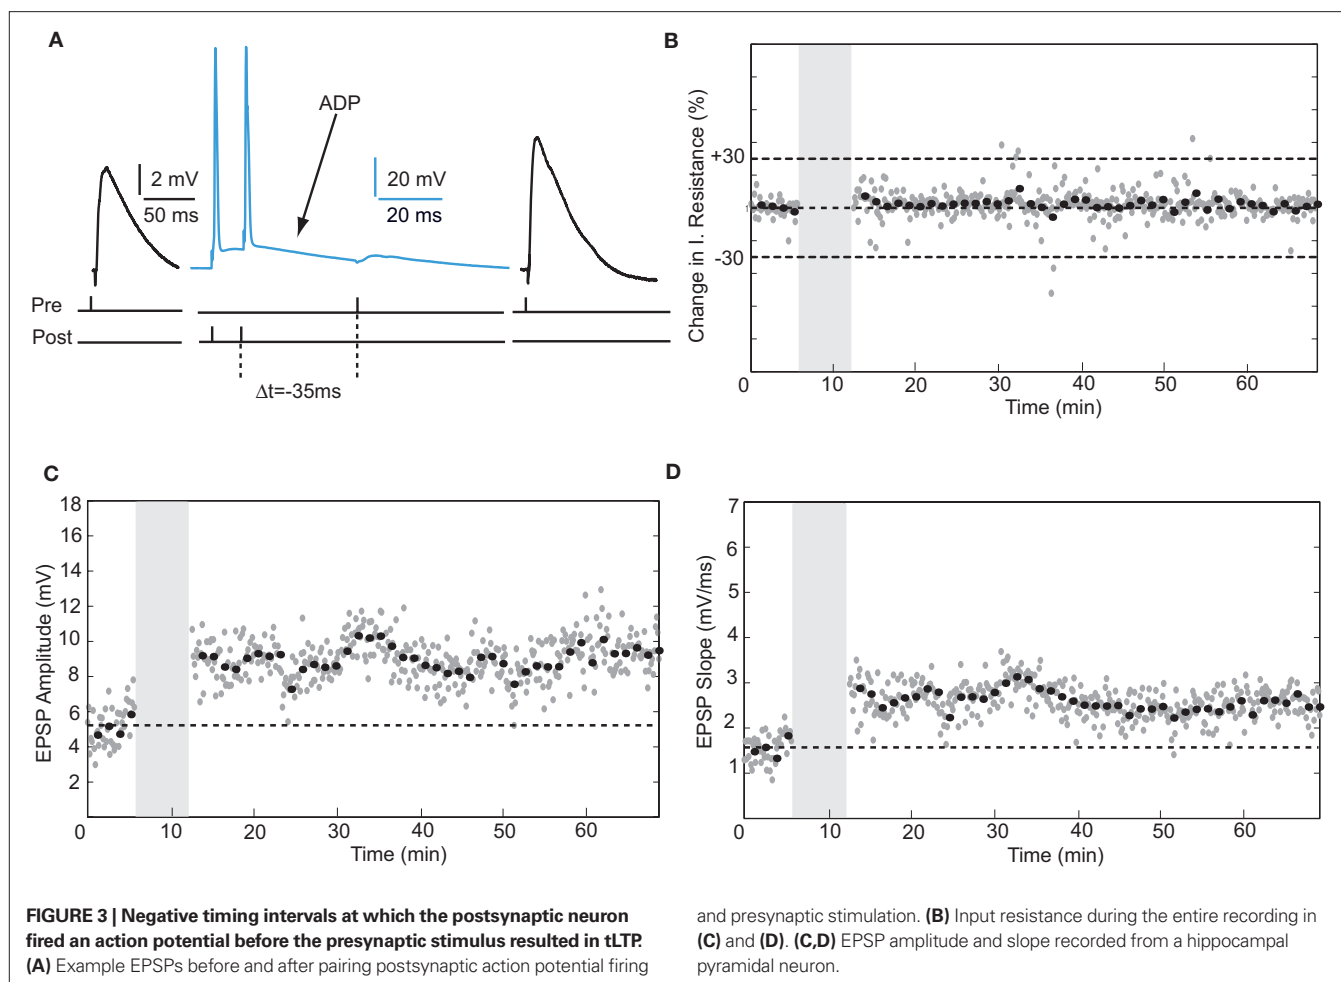 A
ADP
2 mV
50 ms
20 mV
20 ms
Pre
Post
Δt=-35ms
B
Change in I. Resistance (%)
+30
-30
0 10 20 30 40 50 60
Time (min)
C
EPSP Amplitude (mV)
18
16
14
12
10
8
6
4
2
0 10 20 30 40 50 60
Time (min)
D
EPSP Slope (mV/ms)
7
6
5
4
3
2
1
0 10 20 30 40 50 60
Time (min)
FIGURE 3 | Negative timing intervals at which the postsynaptic neuron
fired an action potential before the presynaptic stimulus resulted in tLTP.
(A) Example EPSPs before and after pairing postsynaptic action potential firing
and presynaptic stimulation. (B) Input resistance during the entire recording in
(C) and (D). (C,D) EPSP amplitude and slope recorded from a hippocampal
pyramidal neuron.